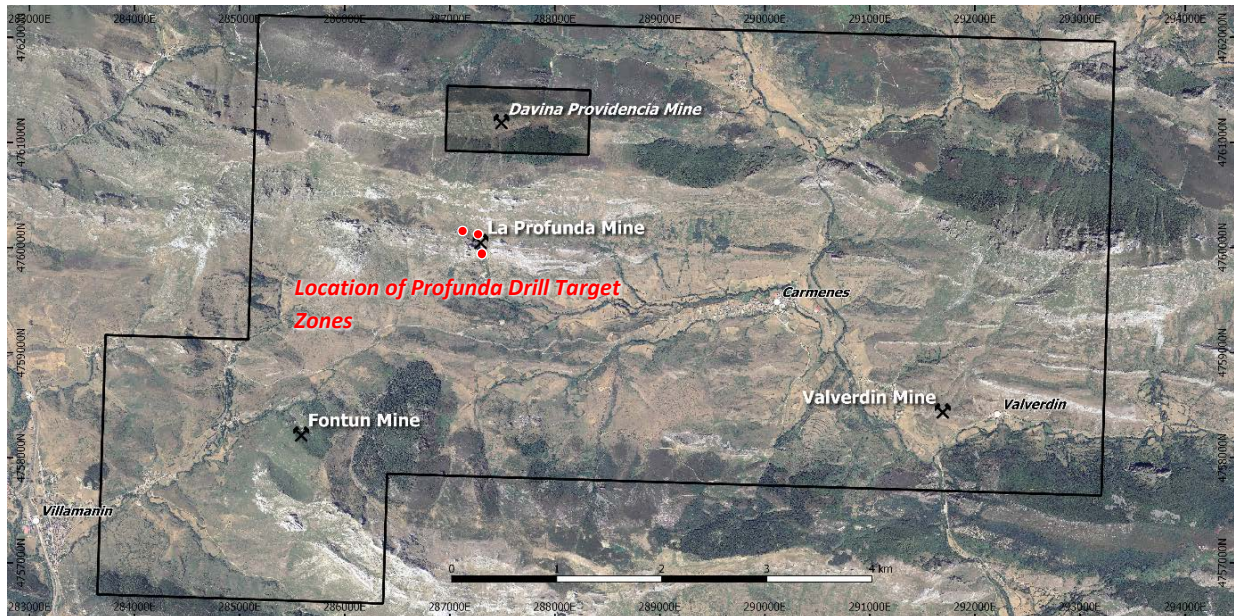 283000E 284000E 285000E 286000E 287000E 288000E 289000E 290000E 291000E 292000E 293000E 294000E
4762000N
4762000N
Davina Providencia Mine
4761000N
4761000N
La Profunda Mine
4760000N
4760000N
Location of Profunda Drill Target
Zones
Carmenes
4759000N
4759000N
Valverdin Mine
Valverdin
Fontun Mine
4758000N
4758000N
Villamanin
4757000N
4757000N
0 1 2 3 4 km
283000E 284000E 285000E 286000E 287000E 288000E 289000E 290000E 291000E 292000E 293000E 294000E